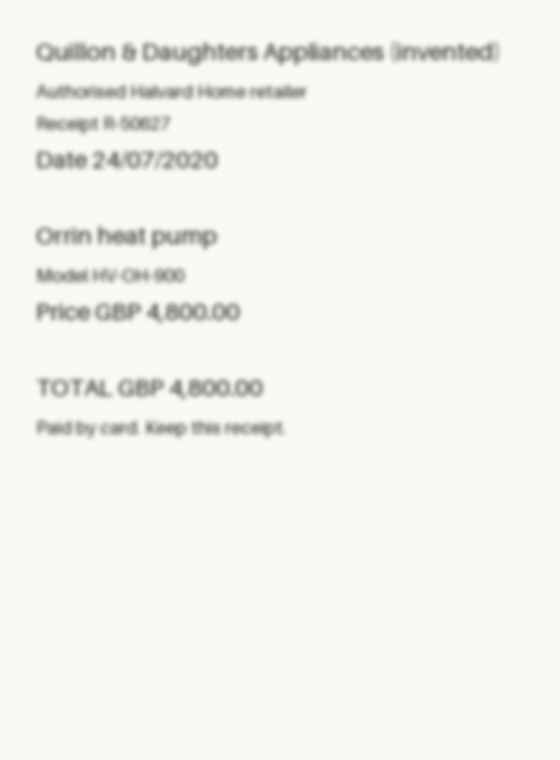 Quillon & Daughters Appliances (invented)
Authorised Halvard Home retailer
Receipt R-50627
Date 24/07/2020
Orrin heat pump
Model HV-OH-900
Price GBP 4,800.00
TOTAL GBP 4,800.00
Paid by card. Keep this receipt.